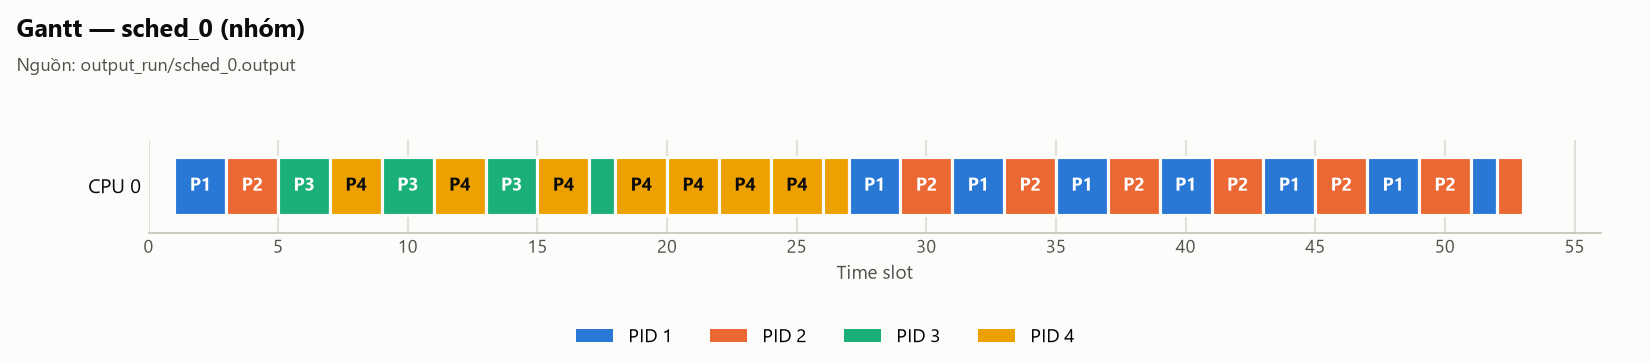 Gantt — sched_0 (nhóm)
Nguồn: output_run/sched_0.output
CPU 0 P1 P2 P3 P4 P3 P4 P3 P4 P4 P4 P4 P4 P1 P2 P1 P2 P1 P2 P1 P2 P1 P2 P1 P2
0 5 10 15 20 25 30 35 40 45 50 55
Time slot
PID 1 PID 2 PID 3 PID 4